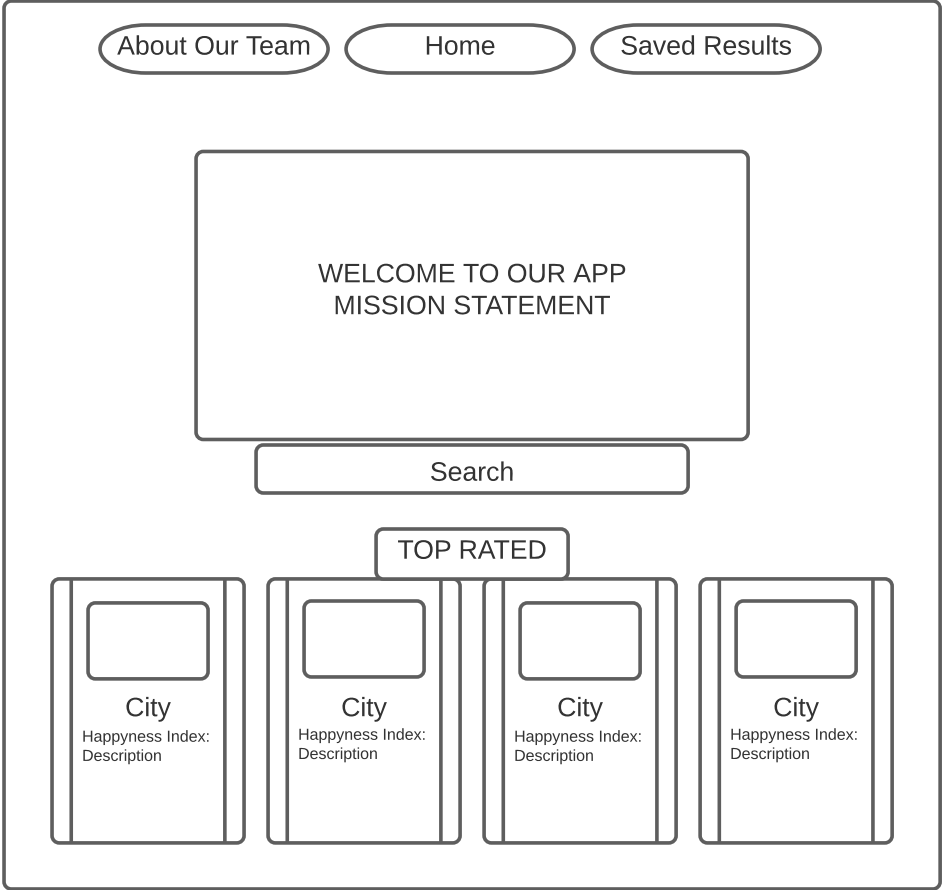 About Our Team
Home
Saved Results
WELCOME TO OUR APP
MISSION STATEMENT
Search
TOP RATED
City
Happyness Index:
Description
City
Happyness Index:
Description
City
Happyness Index:
Description
City
Happyness Index:
Description